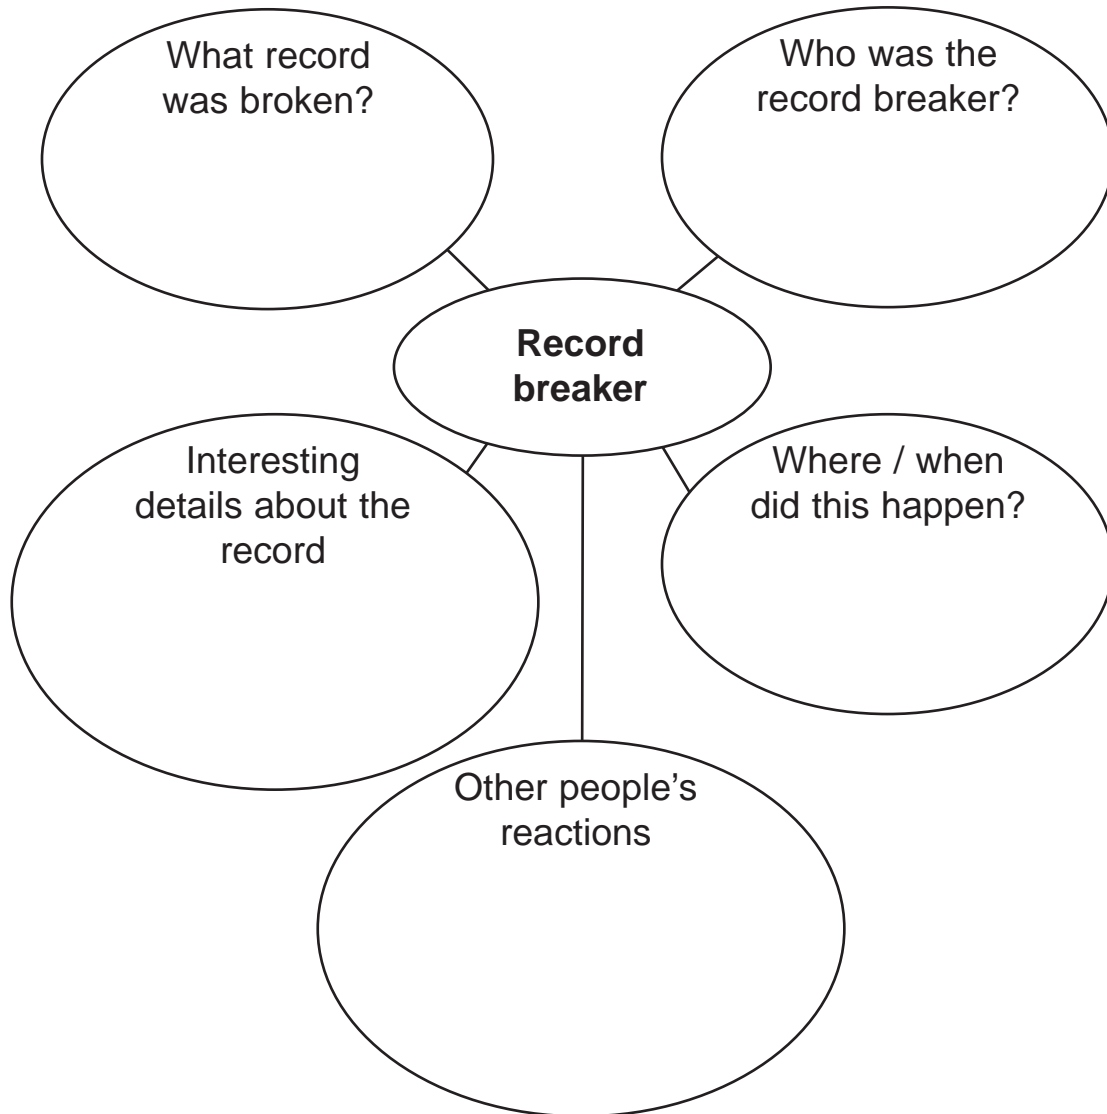 What record
was broken?
Who was the
record breaker?
Record
breaker
Interesting
details about the
record
Where / when
did this happen?
Other people’s
reactions